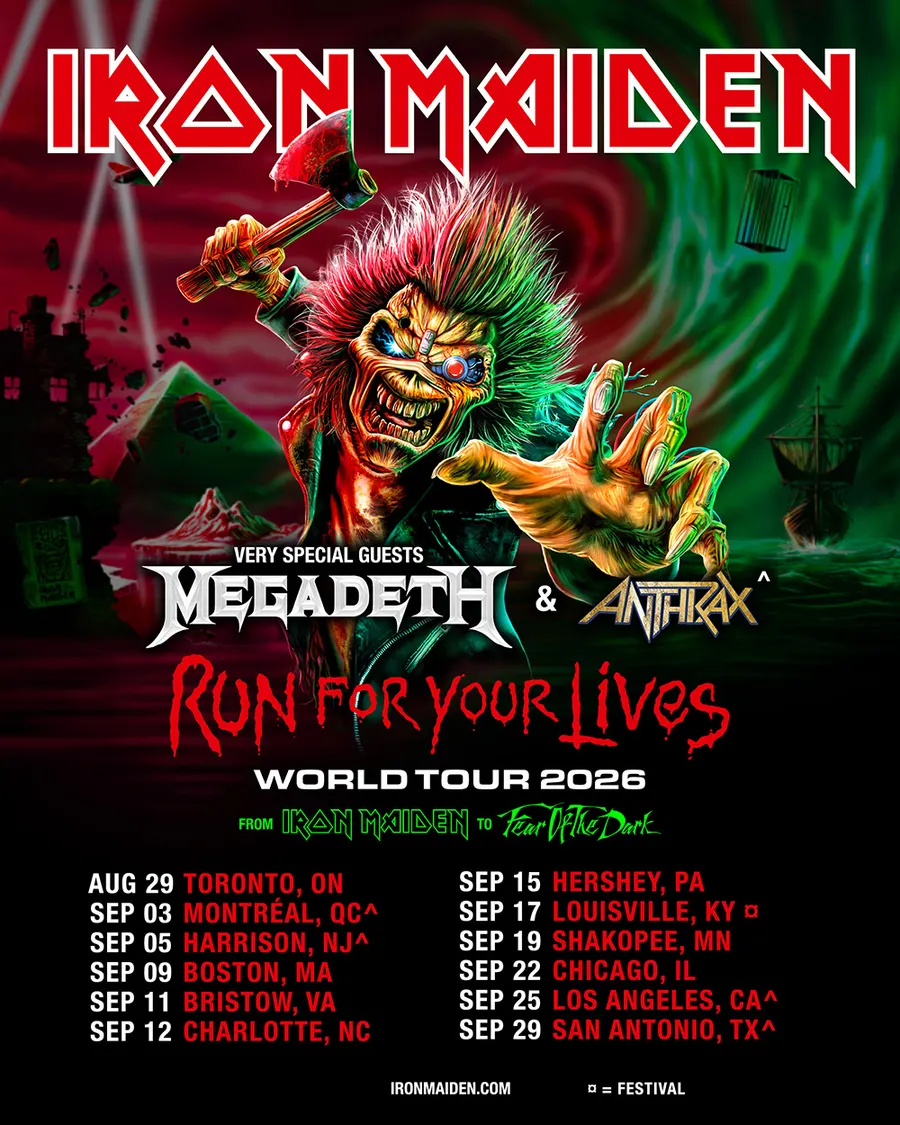 IRON MAIDEN
VERY SPECIAL GUESTS
MEGADETH & ANTHRAX^
RUN FOR YOUR LIVES
WORLD TOUR 2026
FROM IRON MAIDEN TO Fear Of The Dark
AUG 29 TORONTO, ON
SEP 03 MONTRÉAL, QC^
SEP 05 HARRISON, NJ^
SEP 09 BOSTON, MA
SEP 11 BRISTOW, VA
SEP 12 CHARLOTTE, NC
SEP 15 HERSHEY, PA
SEP 17 LOUISVILLE, KY ¤
SEP 19 SHAKOPEE, MN
SEP 22 CHICAGO, IL
SEP 25 LOS ANGELES, CA^
SEP 29 SAN ANTONIO, TX^
IRONMAIDEN.COM
¤ = FESTIVAL